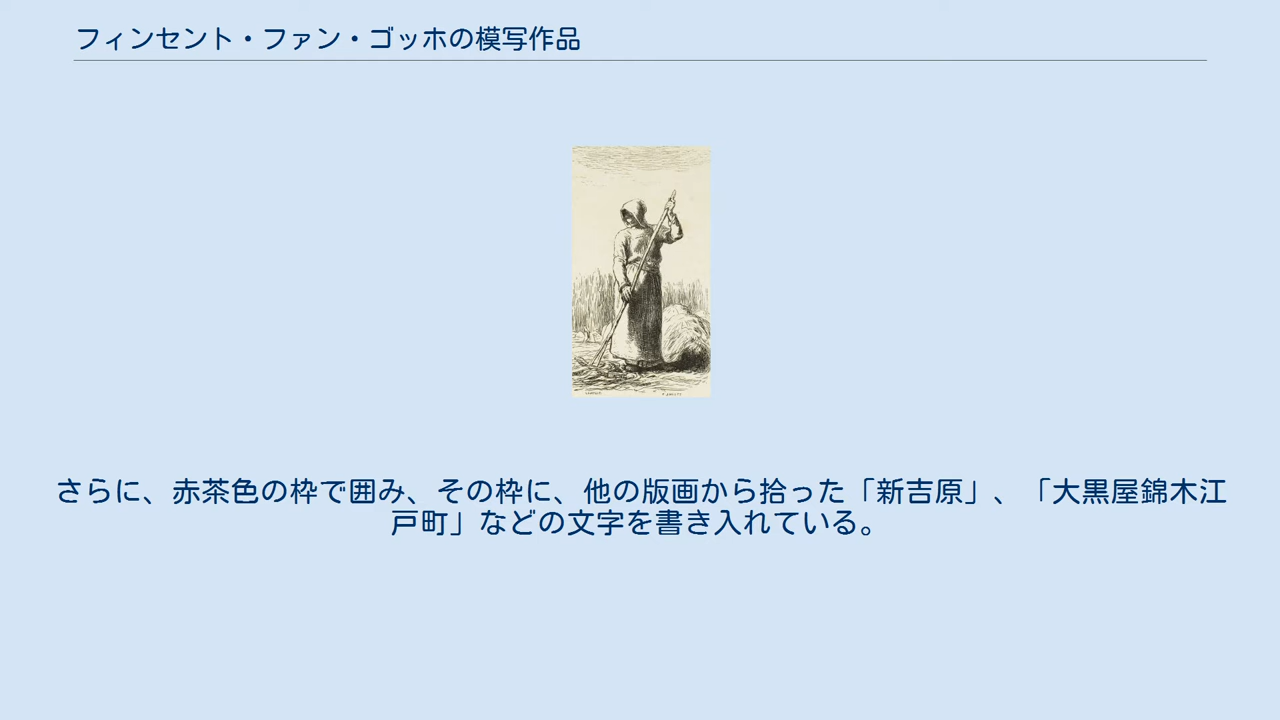 フィンセント・ファン・ゴッホの模写作品
さらに、赤茶色の枠で囲み、その枠に、他の版画から拾った「新吉原」、「大黒屋錦木江
戸町」などの文字を書き入れている。